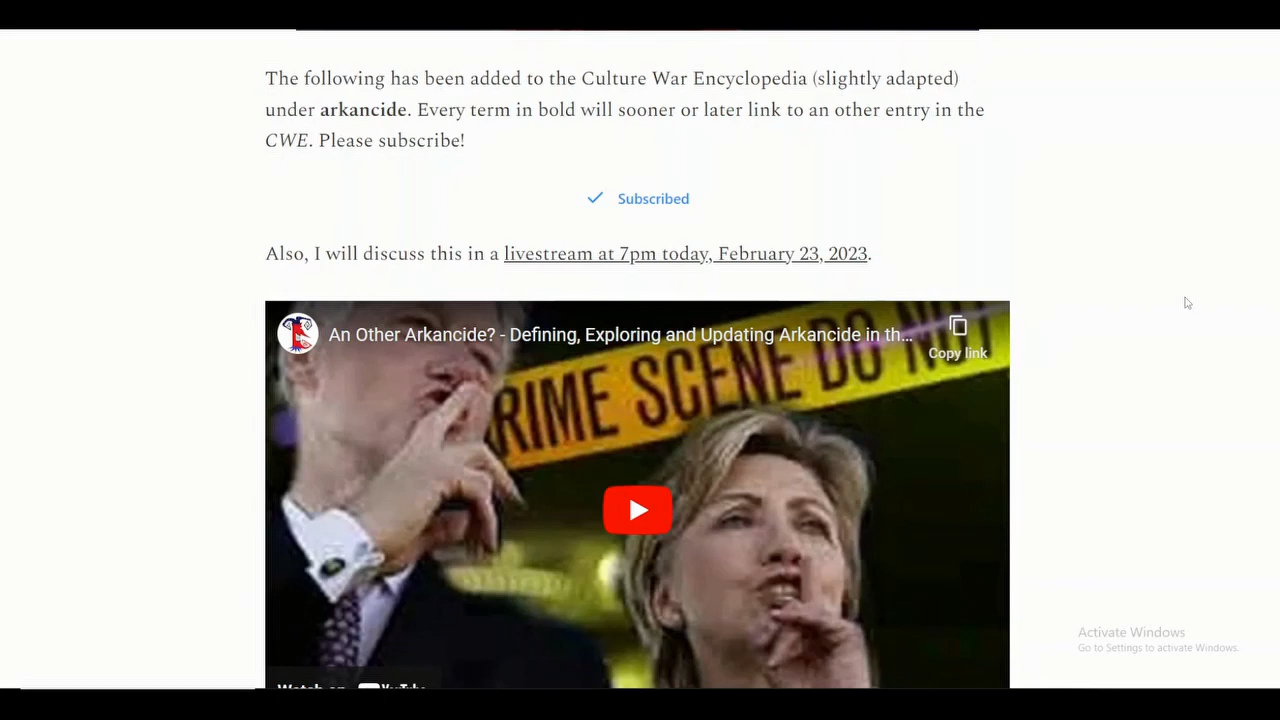 The following has been added to the Culture War Encyclopedia (slightly adapted)
under arkancide. Every term in bold will sooner or later link to an other entry in the
CWE. Please subscribe!
Subscribed
Also, I will discuss this in a livestream at 7pm today, February 23, 2023.
An Other Arkancide? - Defining, Exploring and Updating Arkancide in th...
Copy link
RIME SCENE DO NOT
Activate Windows
Go to Settings to activate Windows.
Watch on YouTube